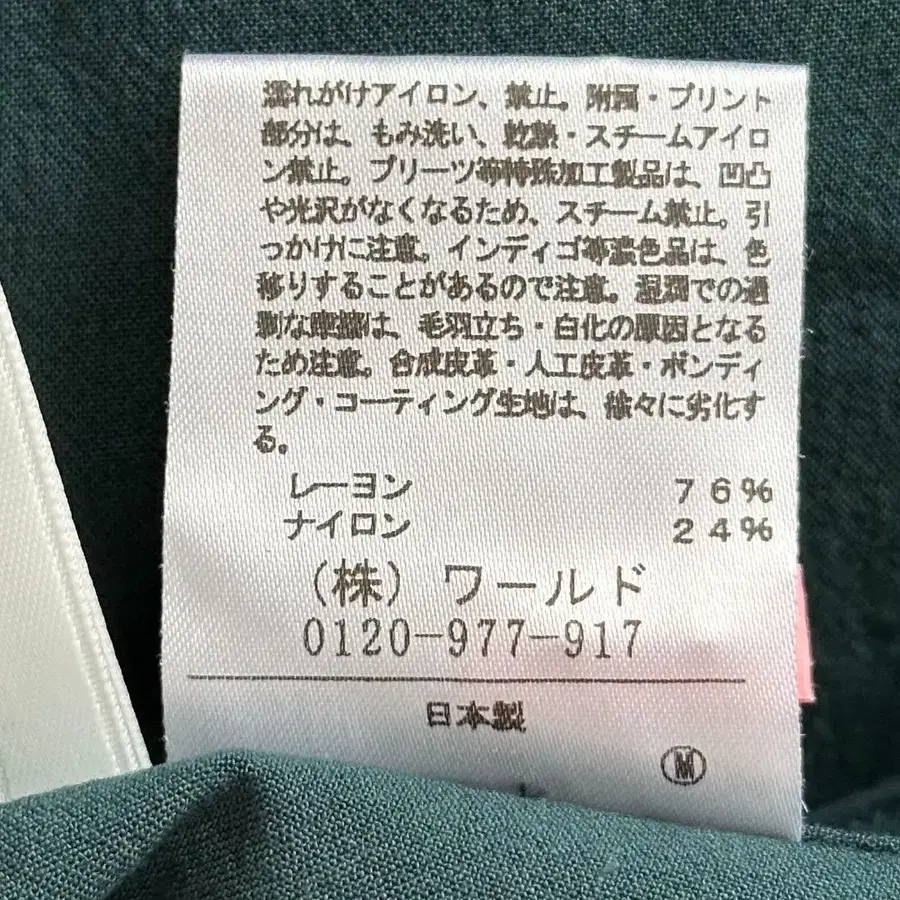 濡れがけアイロン、禁止。附属・プリント
部分は、もみ洗い、乾熱・スチームアイロ
ン禁止。プリーツ等特殊加工製品は、凹凸
や光沢がなくなるため、スチーム禁止。引
っかけに注意。インディゴ等濃色品は、色
移りすることがあるので注意。湿潤での過
剰な摩擦は、毛羽立ち・白化の原因となる
ため注意。合成皮革・人工皮革・ボンディ
ング・コーティング生地は、徐々に劣化す
る。
レーヨン 76%
ナイロン 24%
(株) ワールド
0120-977-917
日本製
M